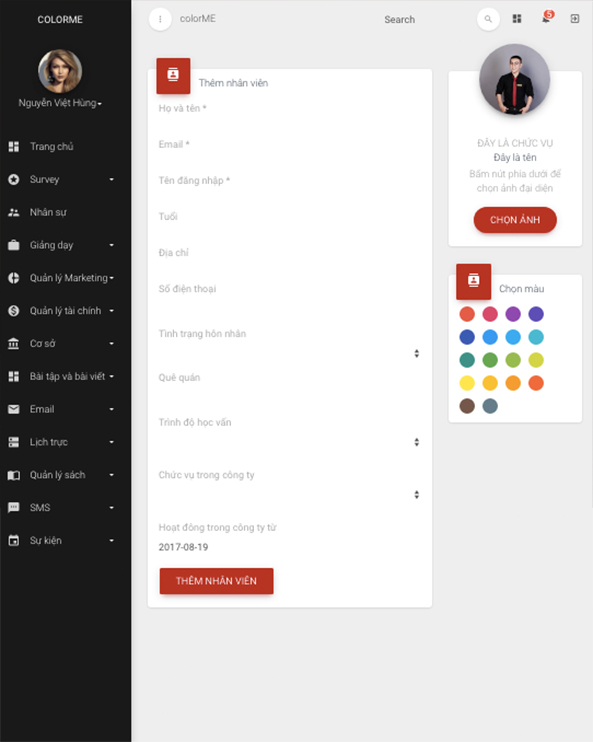 COLORME
Nguyễn Việt Hùng
Trang chủ
Survey
Nhân sự
Giảng dạy
Quản lý Marketing
Quản lý tài chính
Cơ sở
Bài tập và bài viết
Email
Lịch trực
Quản lý sách
SMS
Sự kiện
colorME
Search
5
Thêm nhân viên
Họ và tên *
Email *
Tên đăng nhập *
Tuổi
Địa chỉ
Số điện thoại
Tình trạng hôn nhân
Quê quán
Trình độ học vấn
Chức vụ trong công ty
Hoạt đông trong công ty từ
2017-08-19
THÊM NHÂN VIÊN
ĐÂY LÀ CHỨC VỤ
Đây là tên
Bấm nút phía dưới để
chọn ảnh đại diện
CHỌN ẢNH
Chọn màu